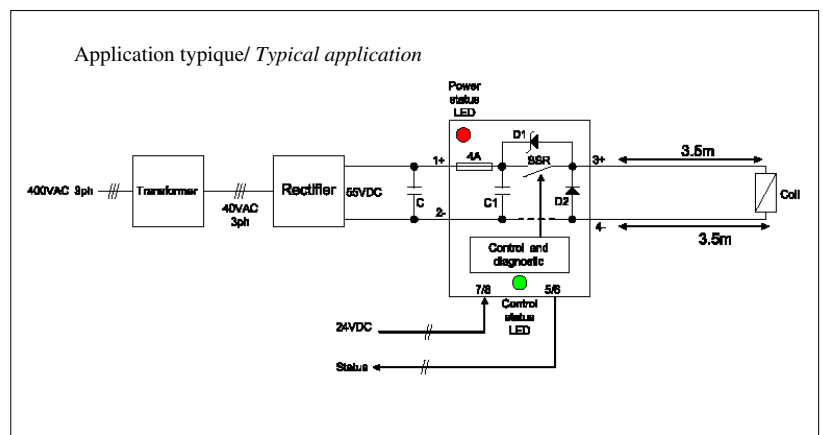 Application typique/ Typical application
Power
status
LED
D1
1+
4A
SSR
3+
3.5m
400VAC 3ph
Transformer
40VAC
3ph
Rectifier
55VDC
C
C1
D2
Coil
2-
4-
3.5m
Control and
diagnostic
7/8
5/6
Control
status
LED
24VDC
Status